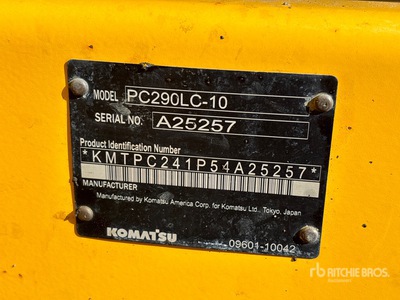 MODEL PC290LC-10
SERIAL NO. A25257
Product Identification Number
*KMTPC241P54A25257*
MANUFACTURER
Manufactured by Komatsu America Corp. for Komatsu Ltd., Tokyo, Japan
KOMATSU
09601-10042
rb RITCHIE BROS.